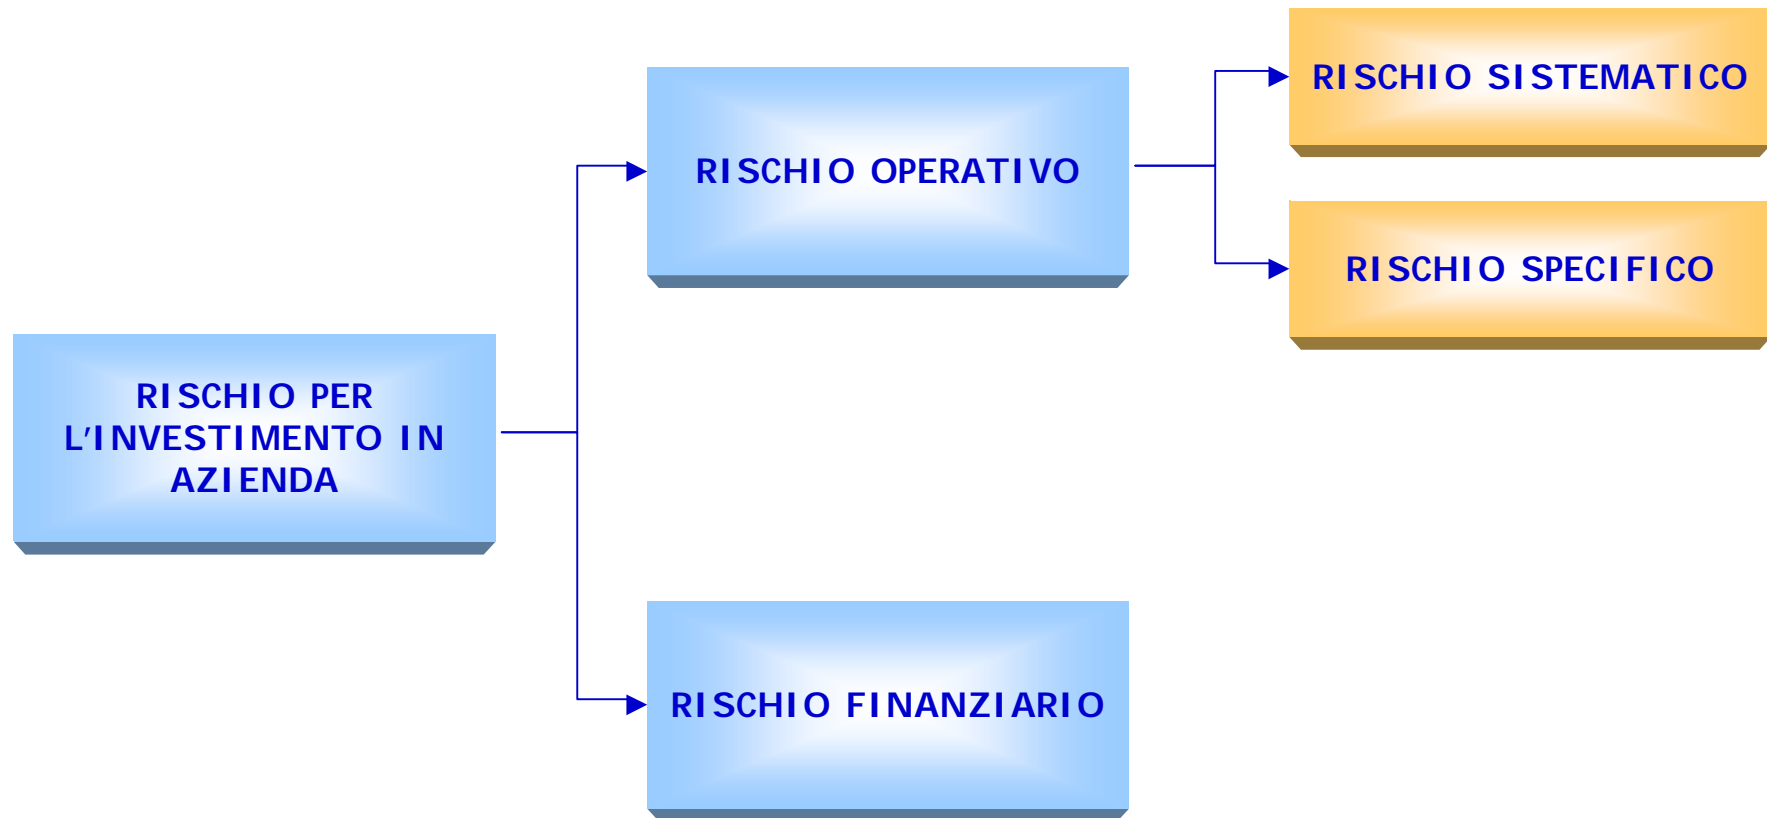 RISCHIO SISTEMATICO
RISCHIO OPERATIVO
RISCHIO SPECIFICO
RISCHIO PER
L'INVESTIMENTO IN
AZIENDA
RISCHIO FINANZIARIO